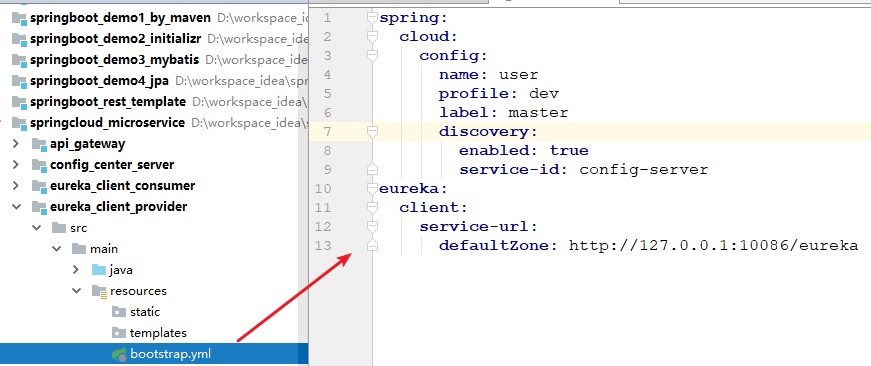 springboot_demo1_by_maven D:\workspace_idea\
springboot_demo2_initializr D:\workspace_idea\
springboot_demo3_mybatis D:\workspace_idea\
springboot_demo4_jpa D:\workspace_idea\spr
springboot_rest_template D:\workspace_idea\
springcloud_microservice D:\workspace_idea\s
api_gateway
config_center_server
eureka_client_consumer
eureka_client_provider
src
main
java
resources
static
templates
bootstrap.yml
1 spring:
2 cloud:
3 config:
4 name: user
5 profile: dev
6 label: master
7 discovery:
8 enabled: true
9 service-id: config-server
10 eureka:
11 client:
12 service-url:
13 defaultZone: http://127.0.0.1:10086/eureka